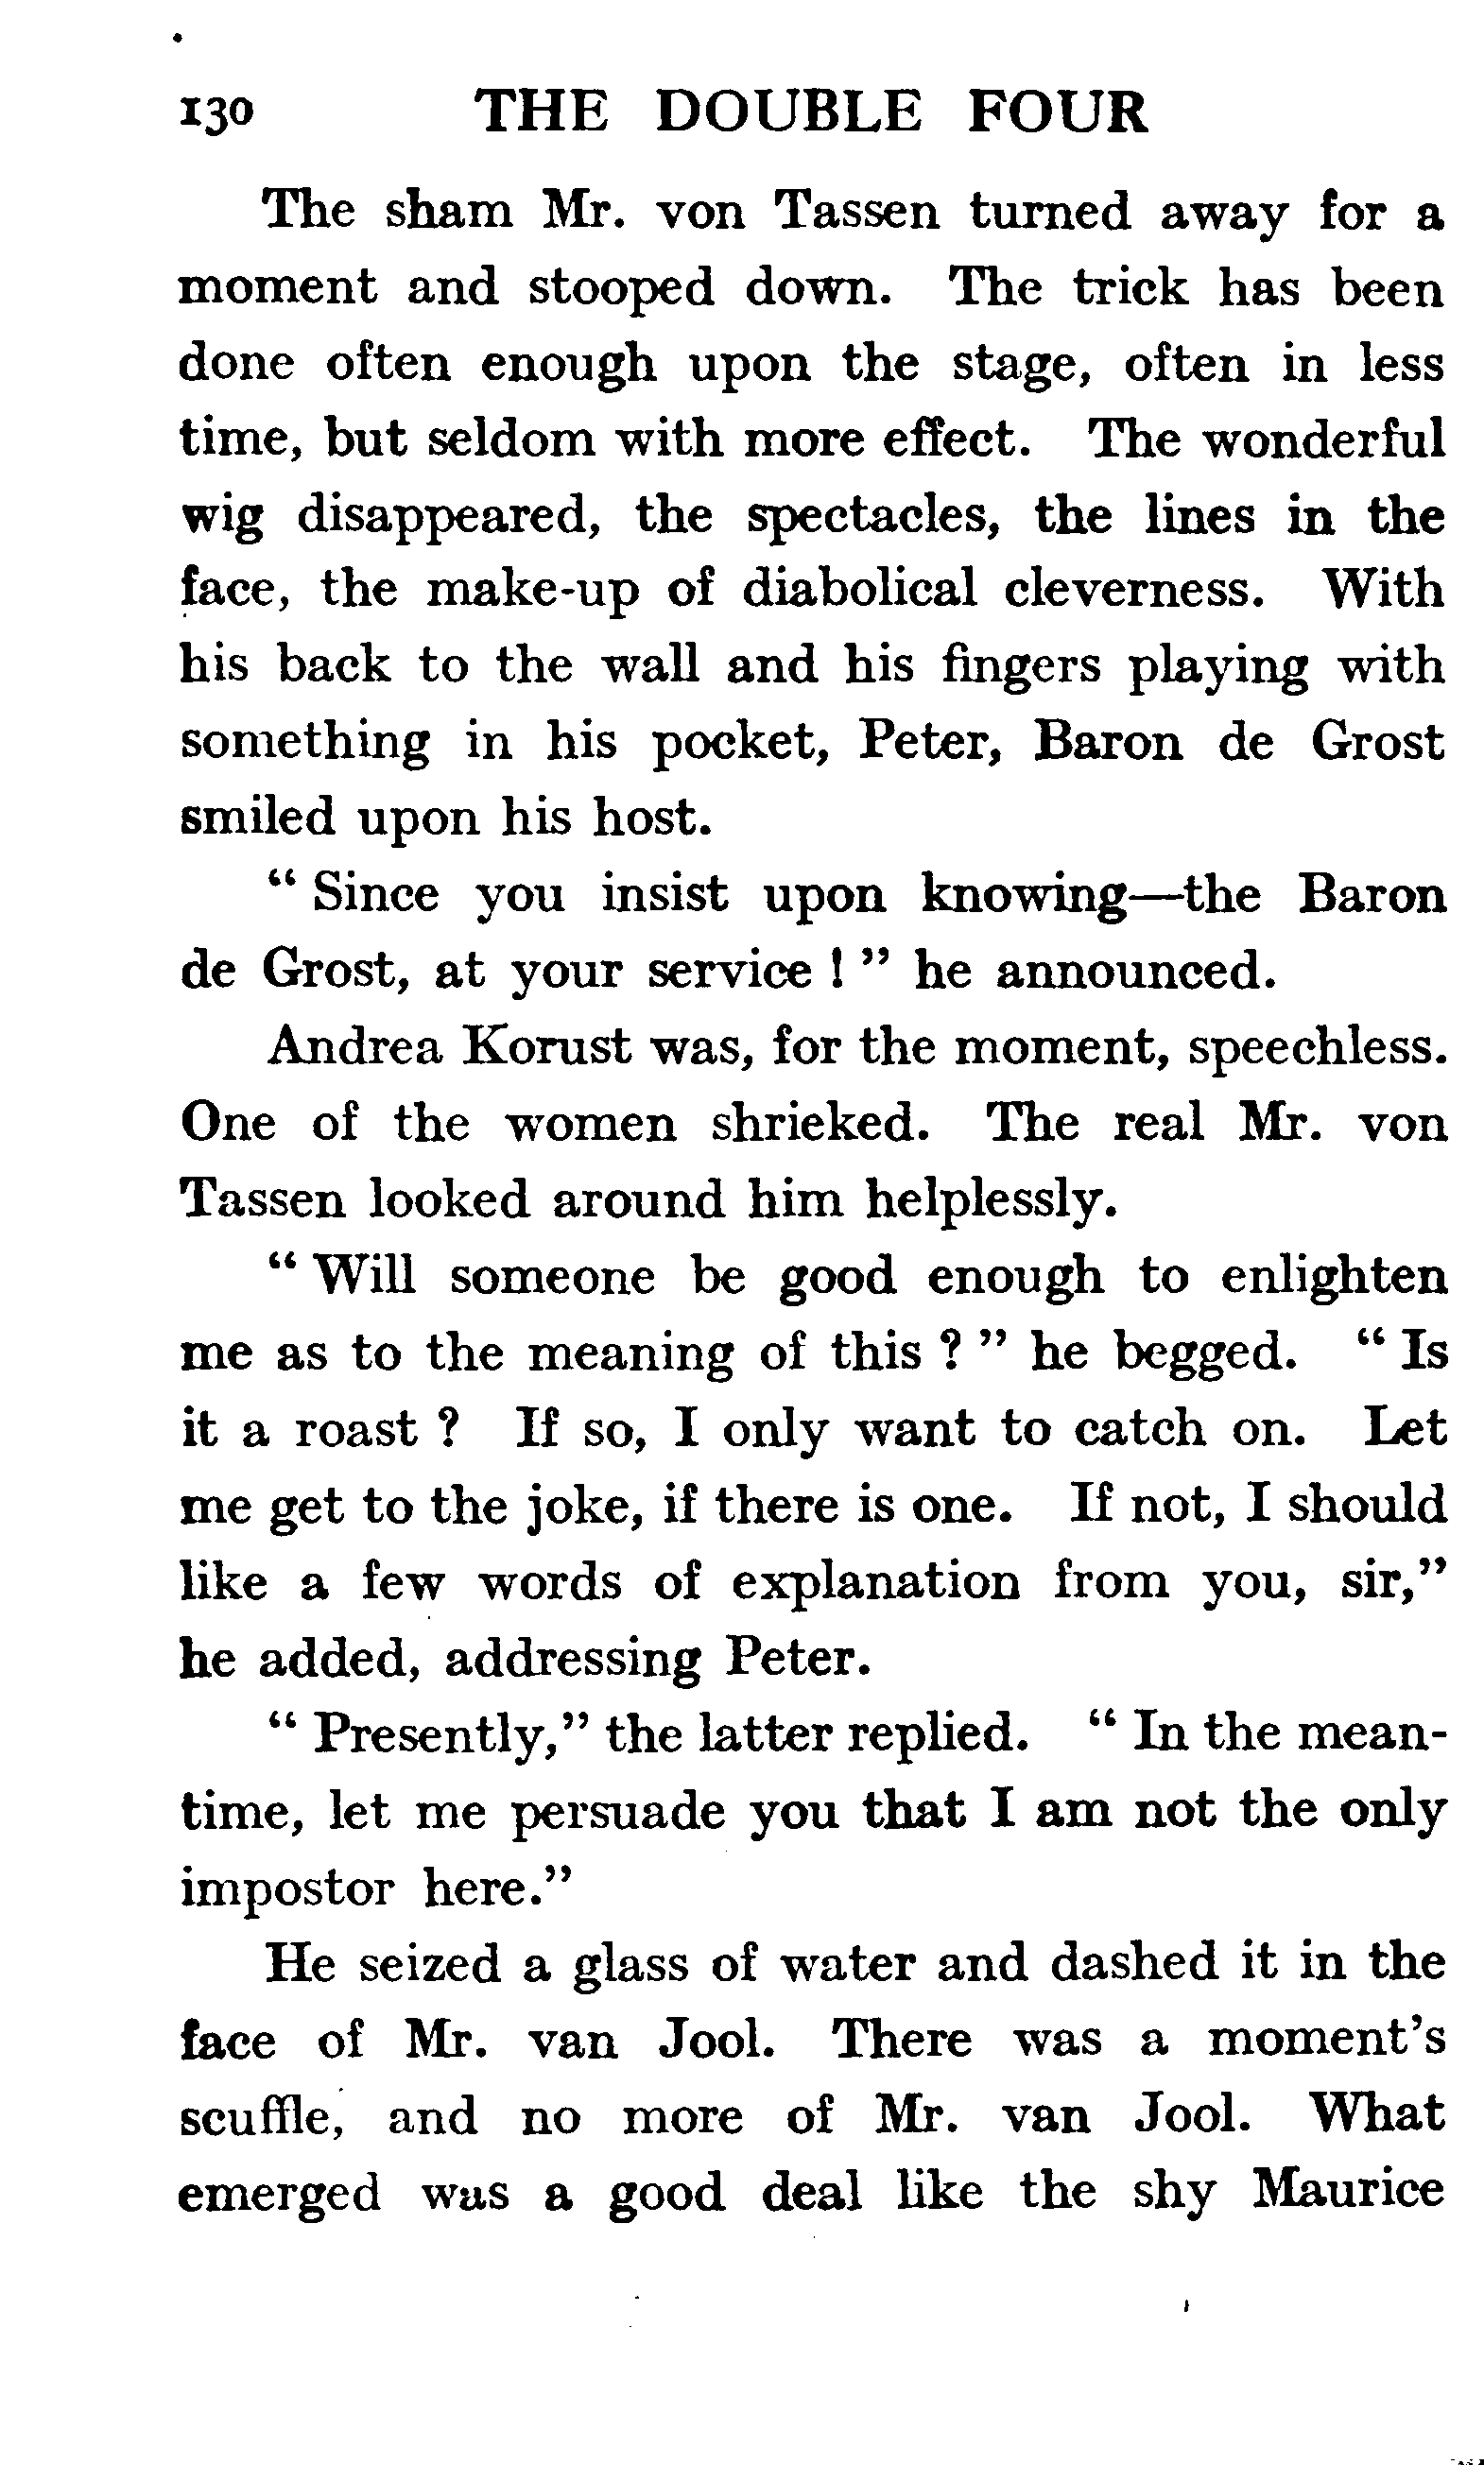 130 THE DOUBLE FOUR
The sham Mr. von Tassen turned away for a
moment and stooped down. The trick has been
done often enough upon the stage, often in less
time, but seldom with more effect. The wonderful
wig disappeared, the spectacles, the lines in the
face, the make-up of diabolical cleverness. With
his back to the wall and his fingers playing with
something in his pocket, Peter, Baron de Grost
smiled upon his host.
“ Since you insist upon knowing—the Baron
de Grost, at your service ! ” he announced.
Andrea Korust was, for the moment, speechless.
One of the women shrieked. The real Mr. von
Tassen looked around him helplessly.
“ Will someone be good enough to enlighten
me as to the meaning of this ? ” he begged. “ Is
it a roast ? If so, I only want to catch on. Let
me get to the joke, if there is one. If not, I should
like a few words of explanation from you, sir,”
he added, addressing Peter.
“ Presently,” the latter replied. “ In the mean-
time, let me persuade you that I am not the only
impostor here.”
He seized a glass of water and dashed it in the
face of Mr. van Jool. There was a moment's
scuffle, and no more of Mr. van Jool. What
emerged was a good deal like the shy Maurice